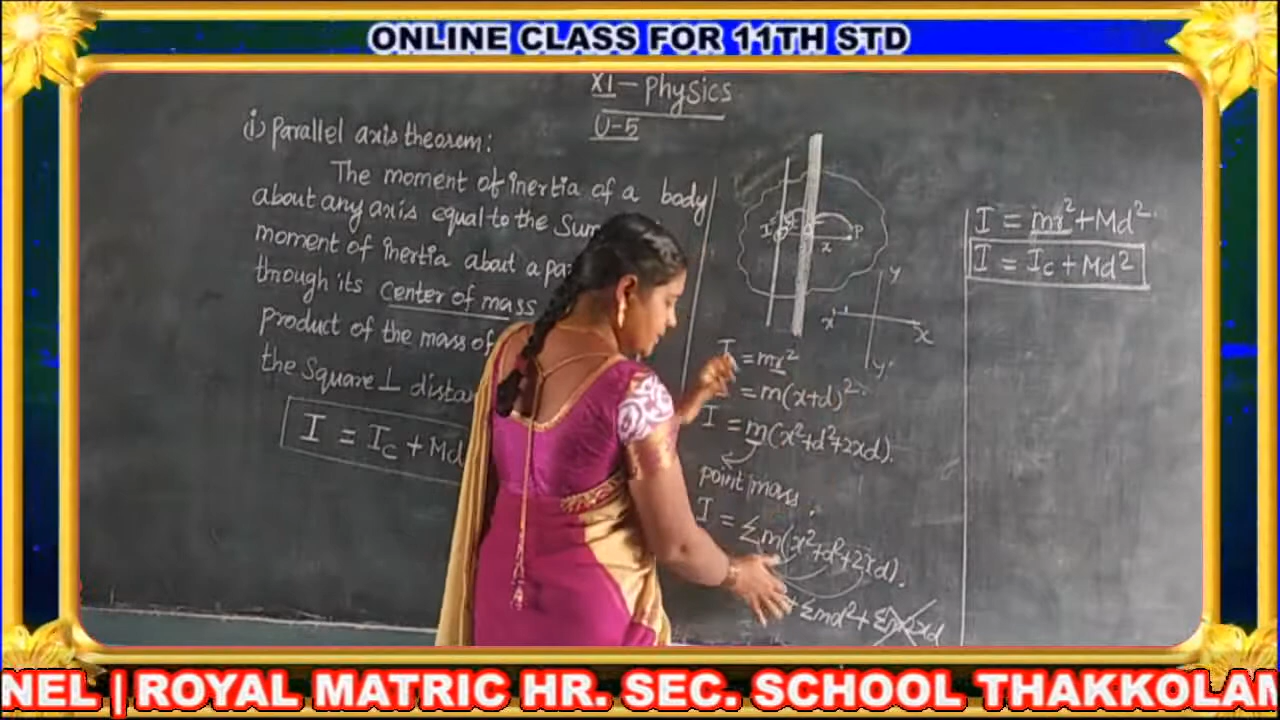 ONLINE CLASS FOR 11TH STD
XI - Physics
U-5
(i) Parallel axis theorem:
The moment of inertia of a body
about any axis equal to the Sum
moment of inertia about a
through its center of mass
product of the mass of
the Square ⊥
I = Ic + Md
I
P
x
y
x
x
y'
I = mr²
= m(x+d)²
I = m(x²+d²+2xd).
point mass:
I = Σm(x²+d²+2xd).
+ Σmd² + Σm2xd
I = mr² + Md²
I = Ic + Md²
NEL | ROYAL MATRIC HR. SEC. SCHOOL THAKKOLAM